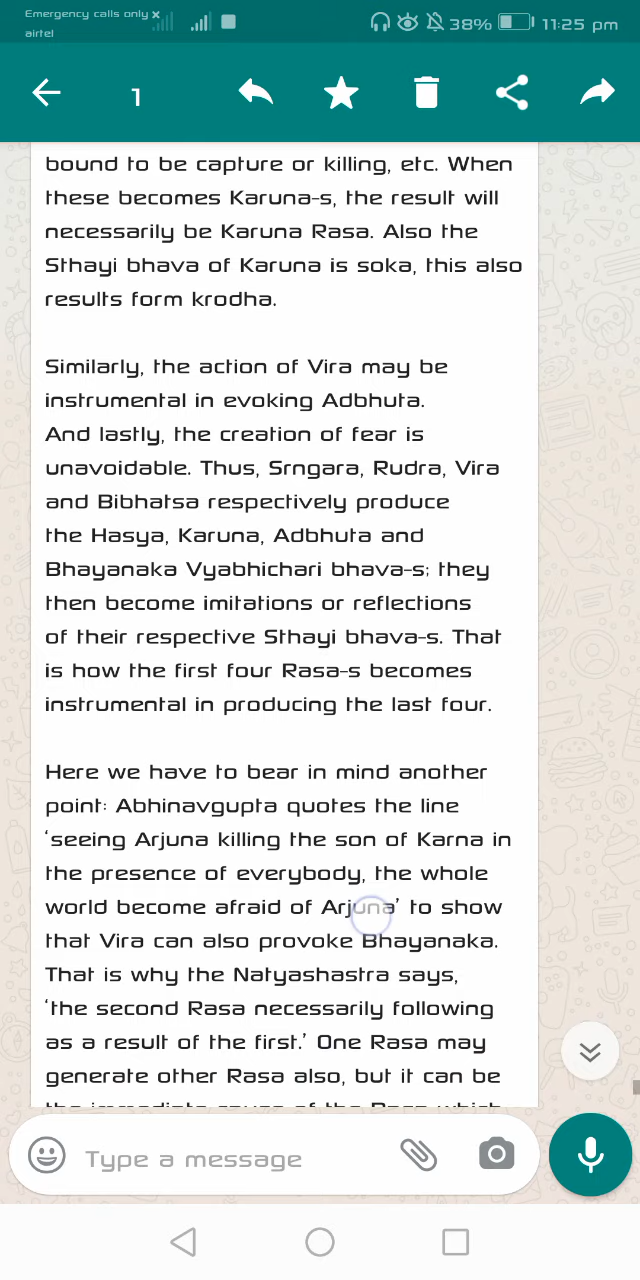 Emergency calls only
airtel
38%
11:25 pm
1
bound to be capture or killing, etc. When
these becomes Karuna-s, the result will
necessarily be Karuna Rasa. Also the
Sthayi bhava of Karuna is soka, this also
results form krodha.
Similarly, the action of Vira may be
instrumental in evoking Adbhuta.
And lastly, the creation of fear is
unavoidable. Thus, Srngara, Rudra, Vira
and Bibhatsa respectively produce
the Hasya, Karuna, Adbhuta and
Bhayanaka Vyabhichari bhava-s; they
then become imitations or reflections
of their respective Sthayi bhava-s. That
is how the first four Rasa-s becomes
instrumental in producing the last four.
Here we have to bear in mind another
point: Abhinavgupta quotes the line
‘seeing Arjuna killing the son of Karna in
the presence of everybody, the whole
world become afraid of Arjuna’ to show
that Vira can also provoke Bhayanaka.
That is why the Natyashastra says,
‘the second Rasa necessarily following
as a result of the first.’ One Rasa may
generate other Rasa also, but it can be
the immediate cause of the Rasa which
Type a message